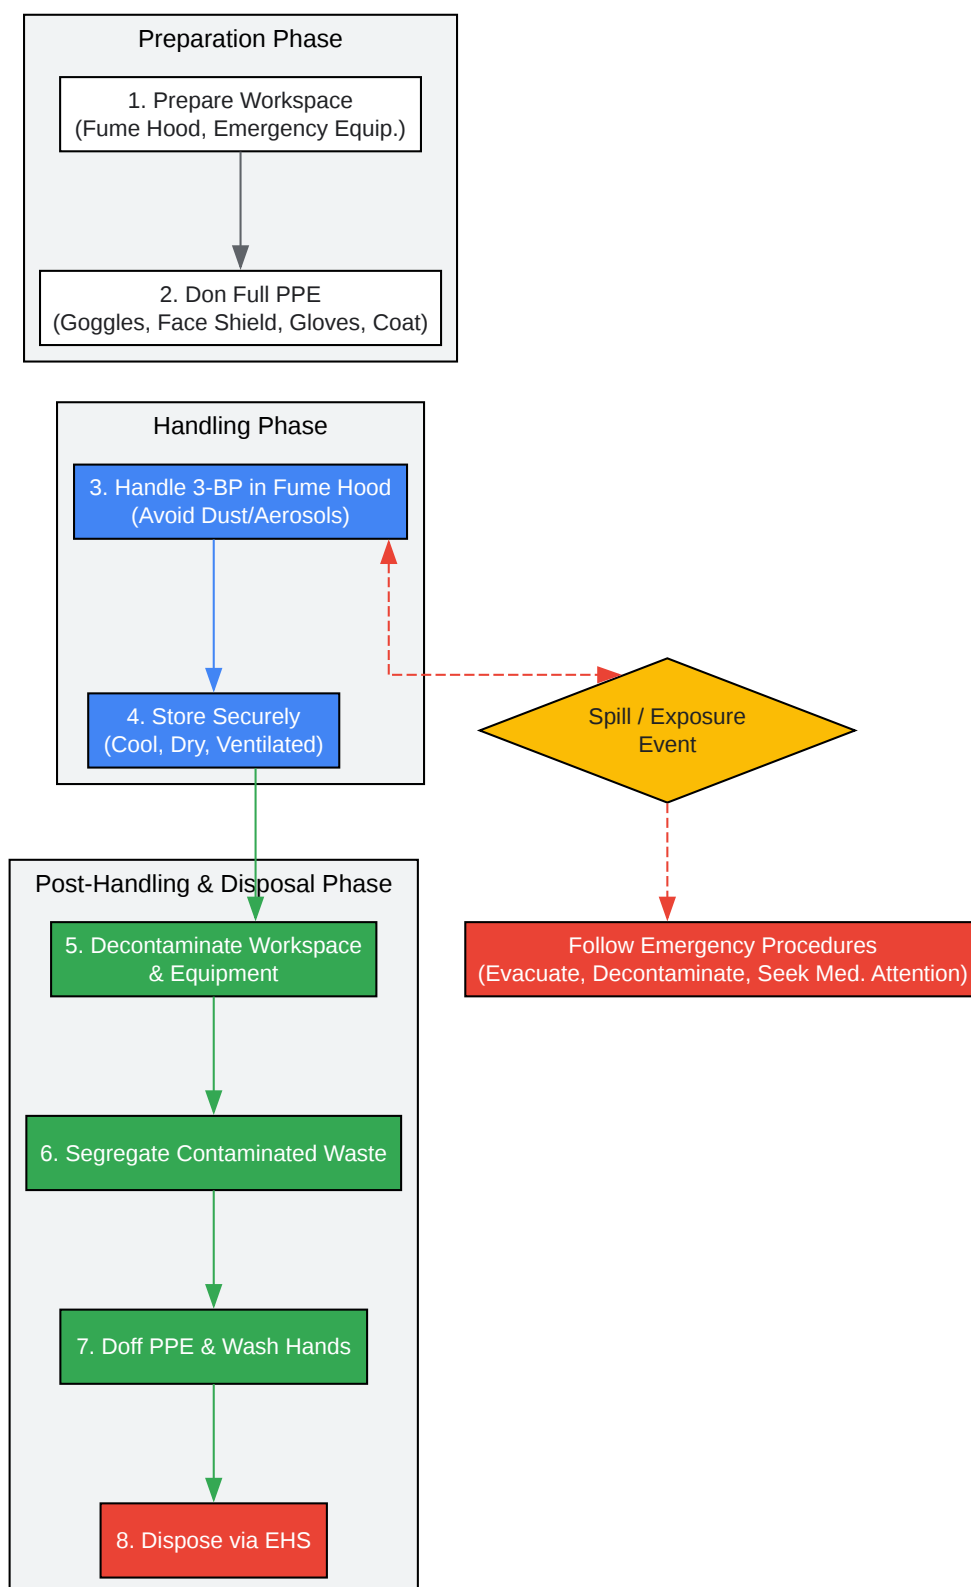 Preparation Phase
1. Prepare Workspace
(Fume Hood, Emergency Equip.)
2. Don Full PPE
(Goggles, Face Shield, Gloves, Coat)
Handling Phase
3. Handle 3-BP in Fume Hood
(Avoid Dust/Aerosols)
4. Store Securely
(Cool, Dry, Ventilated)
Spill / Exposure
Event
Post-Handling & Disposal Phase
5. Decontaminate Workspace
& Equipment
Follow Emergency Procedures
(Evacuate, Decontaminate, Seek Med. Attention)
6. Segregate Contaminated Waste
7. Doff PPE & Wash Hands
8. Dispose via EHS